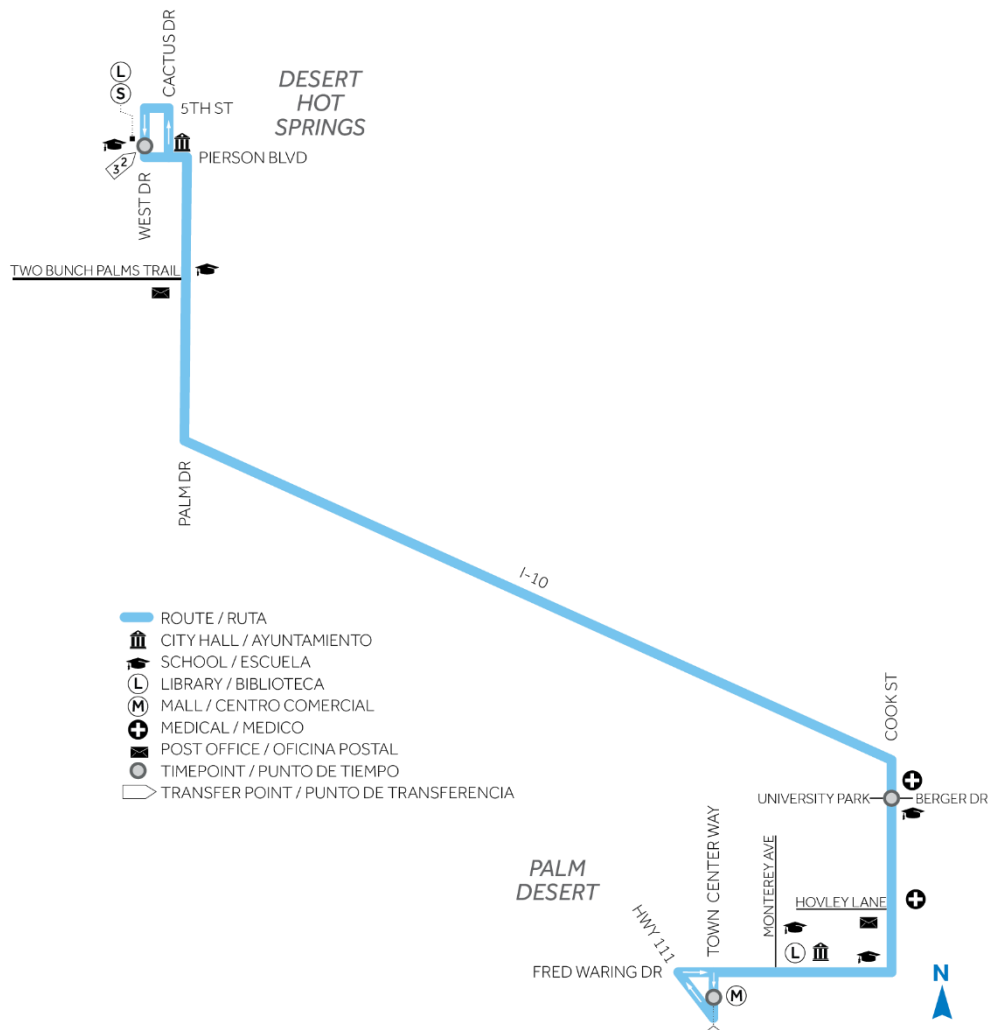 CACTUS DR
L
S
5TH ST
DESERT
HOT
SPRINGS
PIERSON BLVD
3 2
WEST DR
TWO BUNCH PALMS TRAIL
PALM DR
I-10
ROUTE / RUTA
CITY HALL / AYUNTAMIENTO
SCHOOL / ESCUELA
L LIBRARY / BIBLIOTECA
M MALL / CENTRO COMERCIAL
MEDICAL / MEDICO
POST OFFICE / OFICINA POSTAL
TIMEPOINT / PUNTO DE TIEMPO
TRANSFER POINT / PUNTO DE TRANSFERENCIA
COOK ST
UNIVERSITY PARK
BERGER DR
TOWN CENTER WAY
MONTEREY AVE
PALM
DESERT
HOVLEY LANE
HWY 111
L
FRED WARING DR
M
N